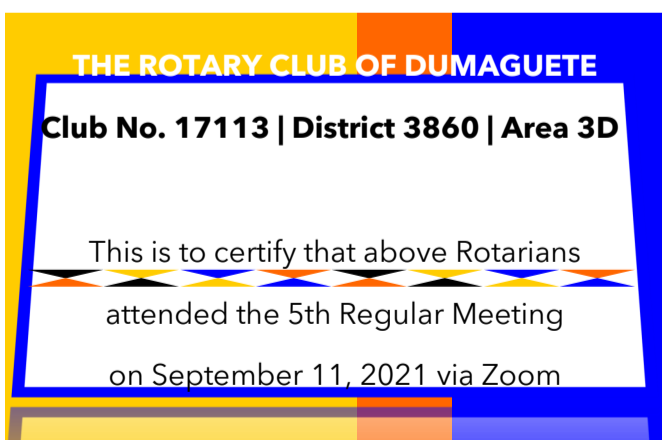 THE ROTARY CLUB OF DUMAGUETE
Club No. 17113 | District 3860 | Area 3D
This is to certify that above Rotarians
attended the 5th Regular Meeting
on September 11, 2021 via Zoom